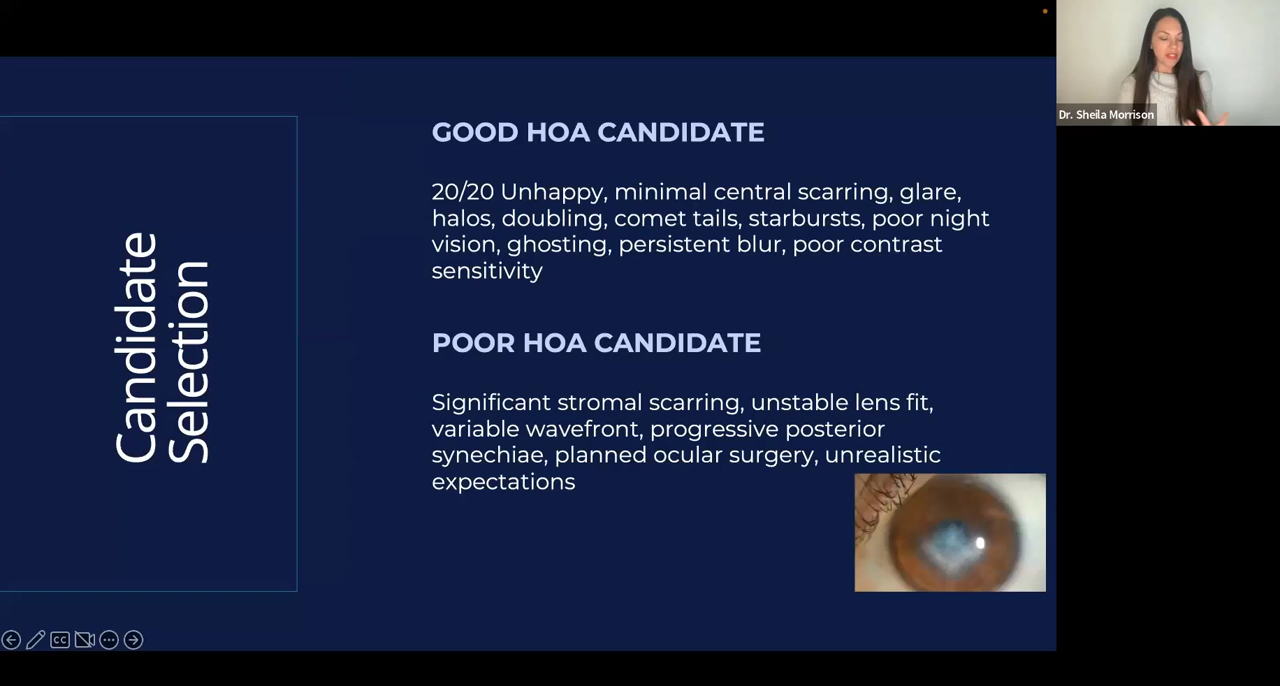 Dr. Sheila Morrison
Candidate
Selection
GOOD HOA CANDIDATE
20/20 Unhappy, minimal central scarring, glare,
halos, doubling, comet tails, starbursts, poor night
vision, ghosting, persistent blur, poor contrast
sensitivity
POOR HOA CANDIDATE
Significant stromal scarring, unstable lens fit,
variable wavefront, progressive posterior
synechiae, planned ocular surgery, unrealistic
expectations
CC